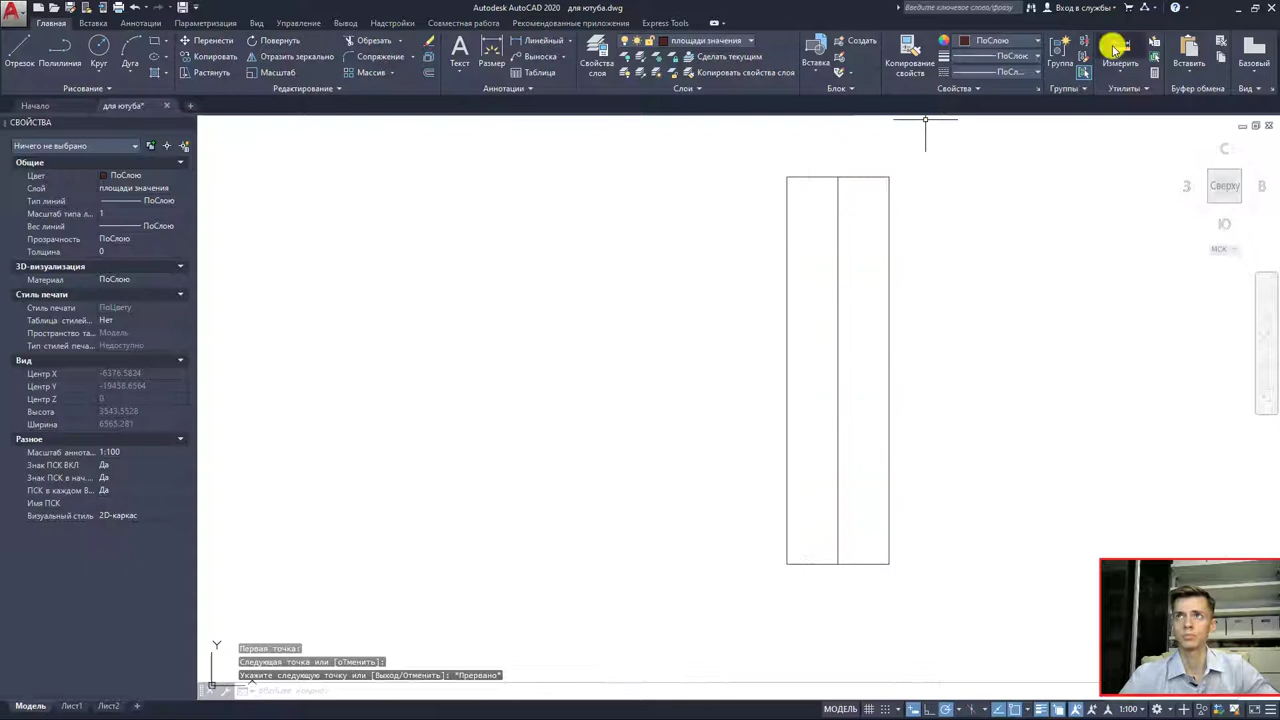 Autodesk AutoCAD 2020 для ютуба.dwg
Введите ключевое слово/фразу
Вход в службы
Главная Вставка Аннотации Параметризация Вид Управление Вывод Надстройки Совместная работа Рекомендованные приложения Express Tools
Отрезок Полилиния Круг Дуга
Перенести Повернуть Обрезать
Копировать Отразить зеркально Сопряжение
Растянуть Масштаб Массив
Текст Размер
Линейный
Выноска
Таблица
Свойства слоя
площади значения
Сделать текущим
Копировать свойства слоя
Вставка
Создать
Копирование свойств
ПоСлою
ПоСлок
ПоСл...
Группа
Измерить
Вставить
Базовый
Рисование Редактирование Аннотации Слои Блок Свойства Группы Утилиты Буфер обмена Вид
Начало для ютуба*
СВОЙСТВА
Ничего не выбрано
Общие
Цвет ПоСлою
Слой площади значения
Тип линий ПоСлою
Масштаб типа л... 1
Вес линий ПоСлою
Прозрачность ПоСлою
Толщина 0
3D-визуализация
Материал ПоСлою
Стиль печати
Стиль печати ПоЦвету
Таблица стилей... Нет
Пространство та... Модель
Тип стилей печа... Недоступно
Вид
Центр X -6376.5824
Центр Y -19458.6564
Центр Z 0
Высота 3543.5528
Ширина 6565.281
Разное
Масштаб аннота... 1:100
Знак ПСК ВКЛ Да
Знак ПСК в нач.... Да
ПСК в каждом В... Да
Имя ПСК
Визуальный стиль 2D-каркас
С
З Сверху В
Ю
МСК
Y
Первая точка:
Следующая точка или [оТменить]:
Укажите следующую точку или [Выход/Отменить]: *Прервано*
Модель Лист1 Лист2
МОДЕЛЬ
1:100